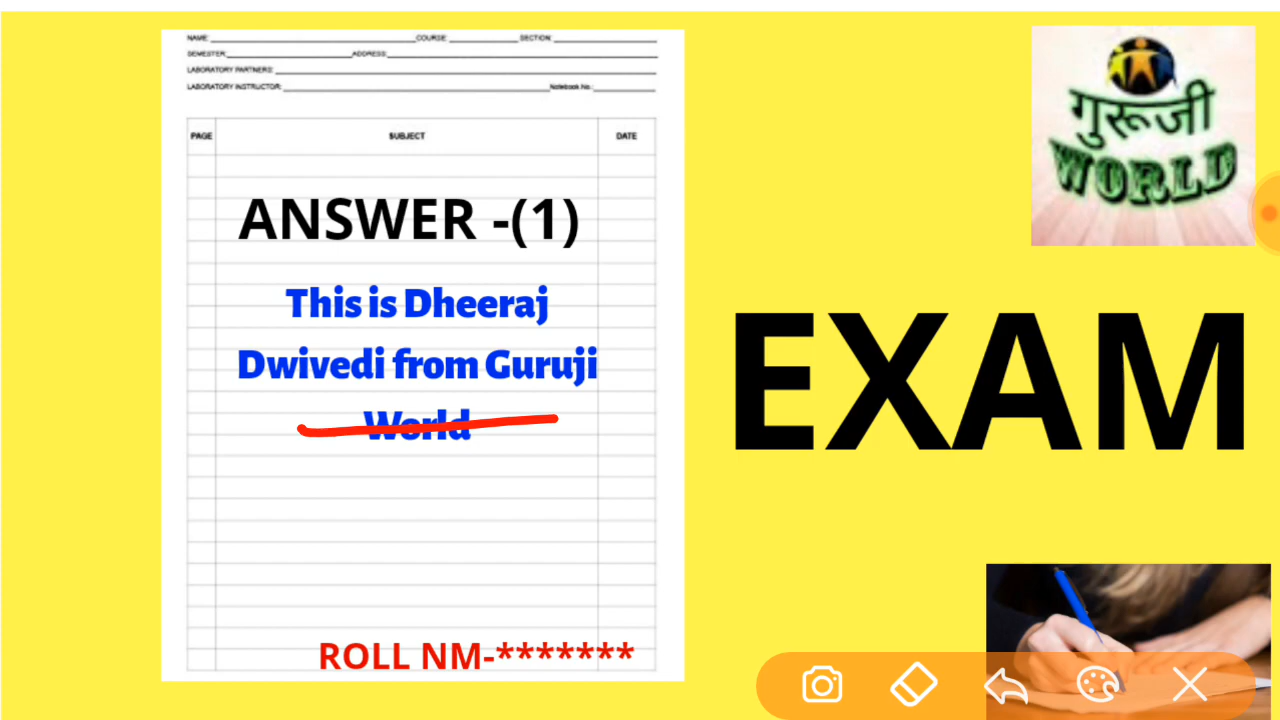 NAME: COURSE: SECTION:
SEMESTER: ADDRESS:
LABORATORY PARTNERS:
LABORATORY INSTRUCTOR: Notebook No.:
PAGE SUBJECT DATE
ANSWER -(1)
This is Dheeraj
Dwivedi from Guruji
World
ROLL NM-*******
गुरूजी
WORLD
EXAM